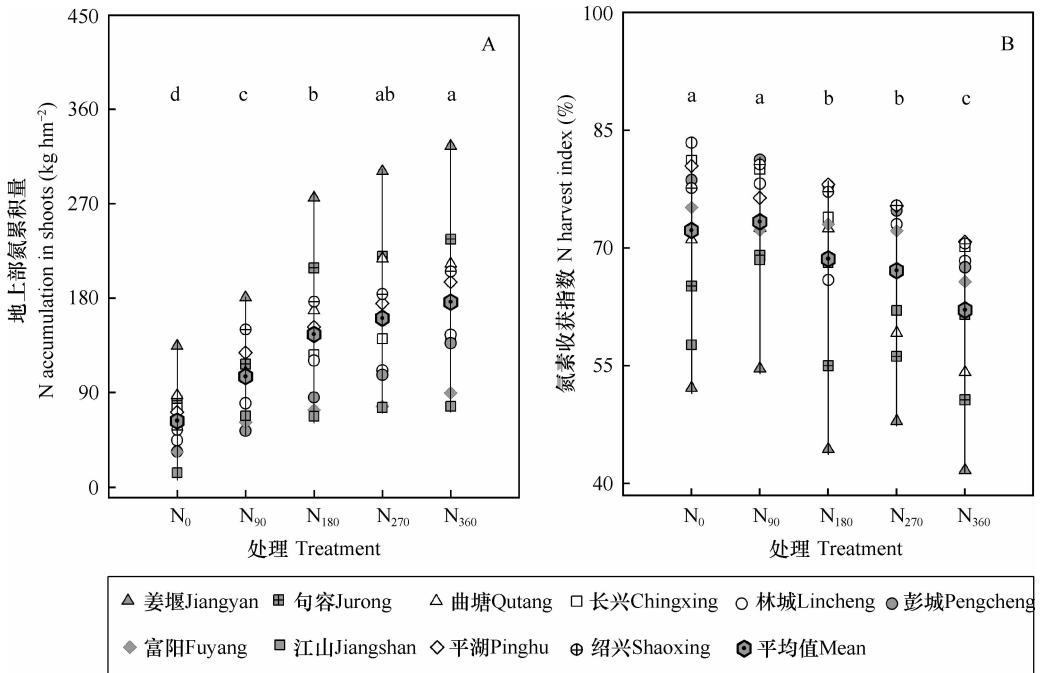 地上部氮累积量
N accumulation in shoots (kg hm⁻²)
450
360
270
180
90
0
A
d c b ab a
N₀ N₉₀ N₁₈₀ N₂₇₀ N₃₆₀
处理 Treatment
氮素收获指数 N harvest index (%)
100
85
70
55
40
B
a a b b c
N₀ N₉₀ N₁₈₀ N₂₇₀ N₃₆₀
处理 Treatment
姜堰Jiangyan 句容Jurong 曲塘Qutang 长兴Chingxing 林城Lincheng 彭城Pengcheng
富阳Fuyang 江山Jiangshan 平湖Pinghu 绍兴Shaoxing 平均值Mean